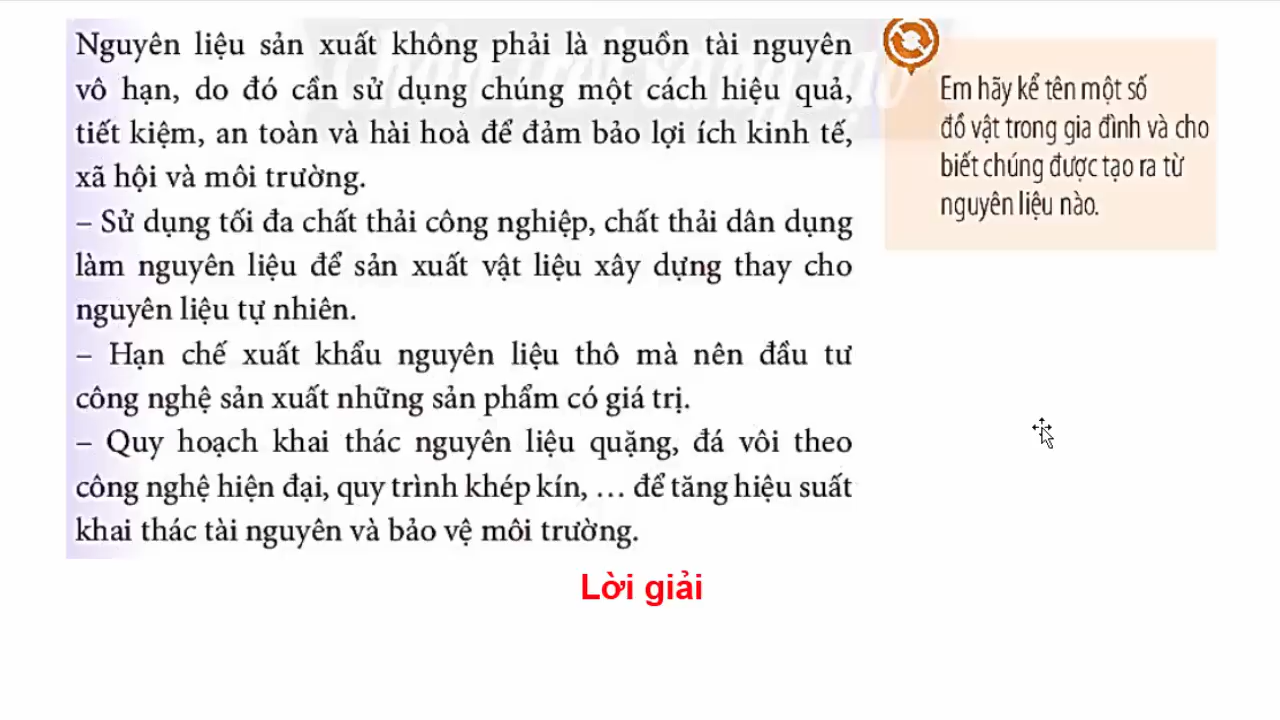 Nguyên liệu sản xuất không phải là nguồn tài nguyên
vô hạn, do đó cần sử dụng chúng một cách hiệu quả,
tiết kiệm, an toàn và hài hoà để đảm bảo lợi ích kinh tế,
xã hội và môi trường.
– Sử dụng tối đa chất thải công nghiệp, chất thải dân dụng
làm nguyên liệu để sản xuất vật liệu xây dựng thay cho
nguyên liệu tự nhiên.
– Hạn chế xuất khẩu nguyên liệu thô mà nên đầu tư
công nghệ sản xuất những sản phẩm có giá trị.
– Quy hoạch khai thác nguyên liệu quặng, đá vôi theo
công nghệ hiện đại, quy trình khép kín, … để tăng hiệu suất
khai thác tài nguyên và bảo vệ môi trường.
Em hãy kể tên một số
đồ vật trong gia đình và cho
biết chúng được tạo ra từ
nguyên liệu nào.
Lời giải